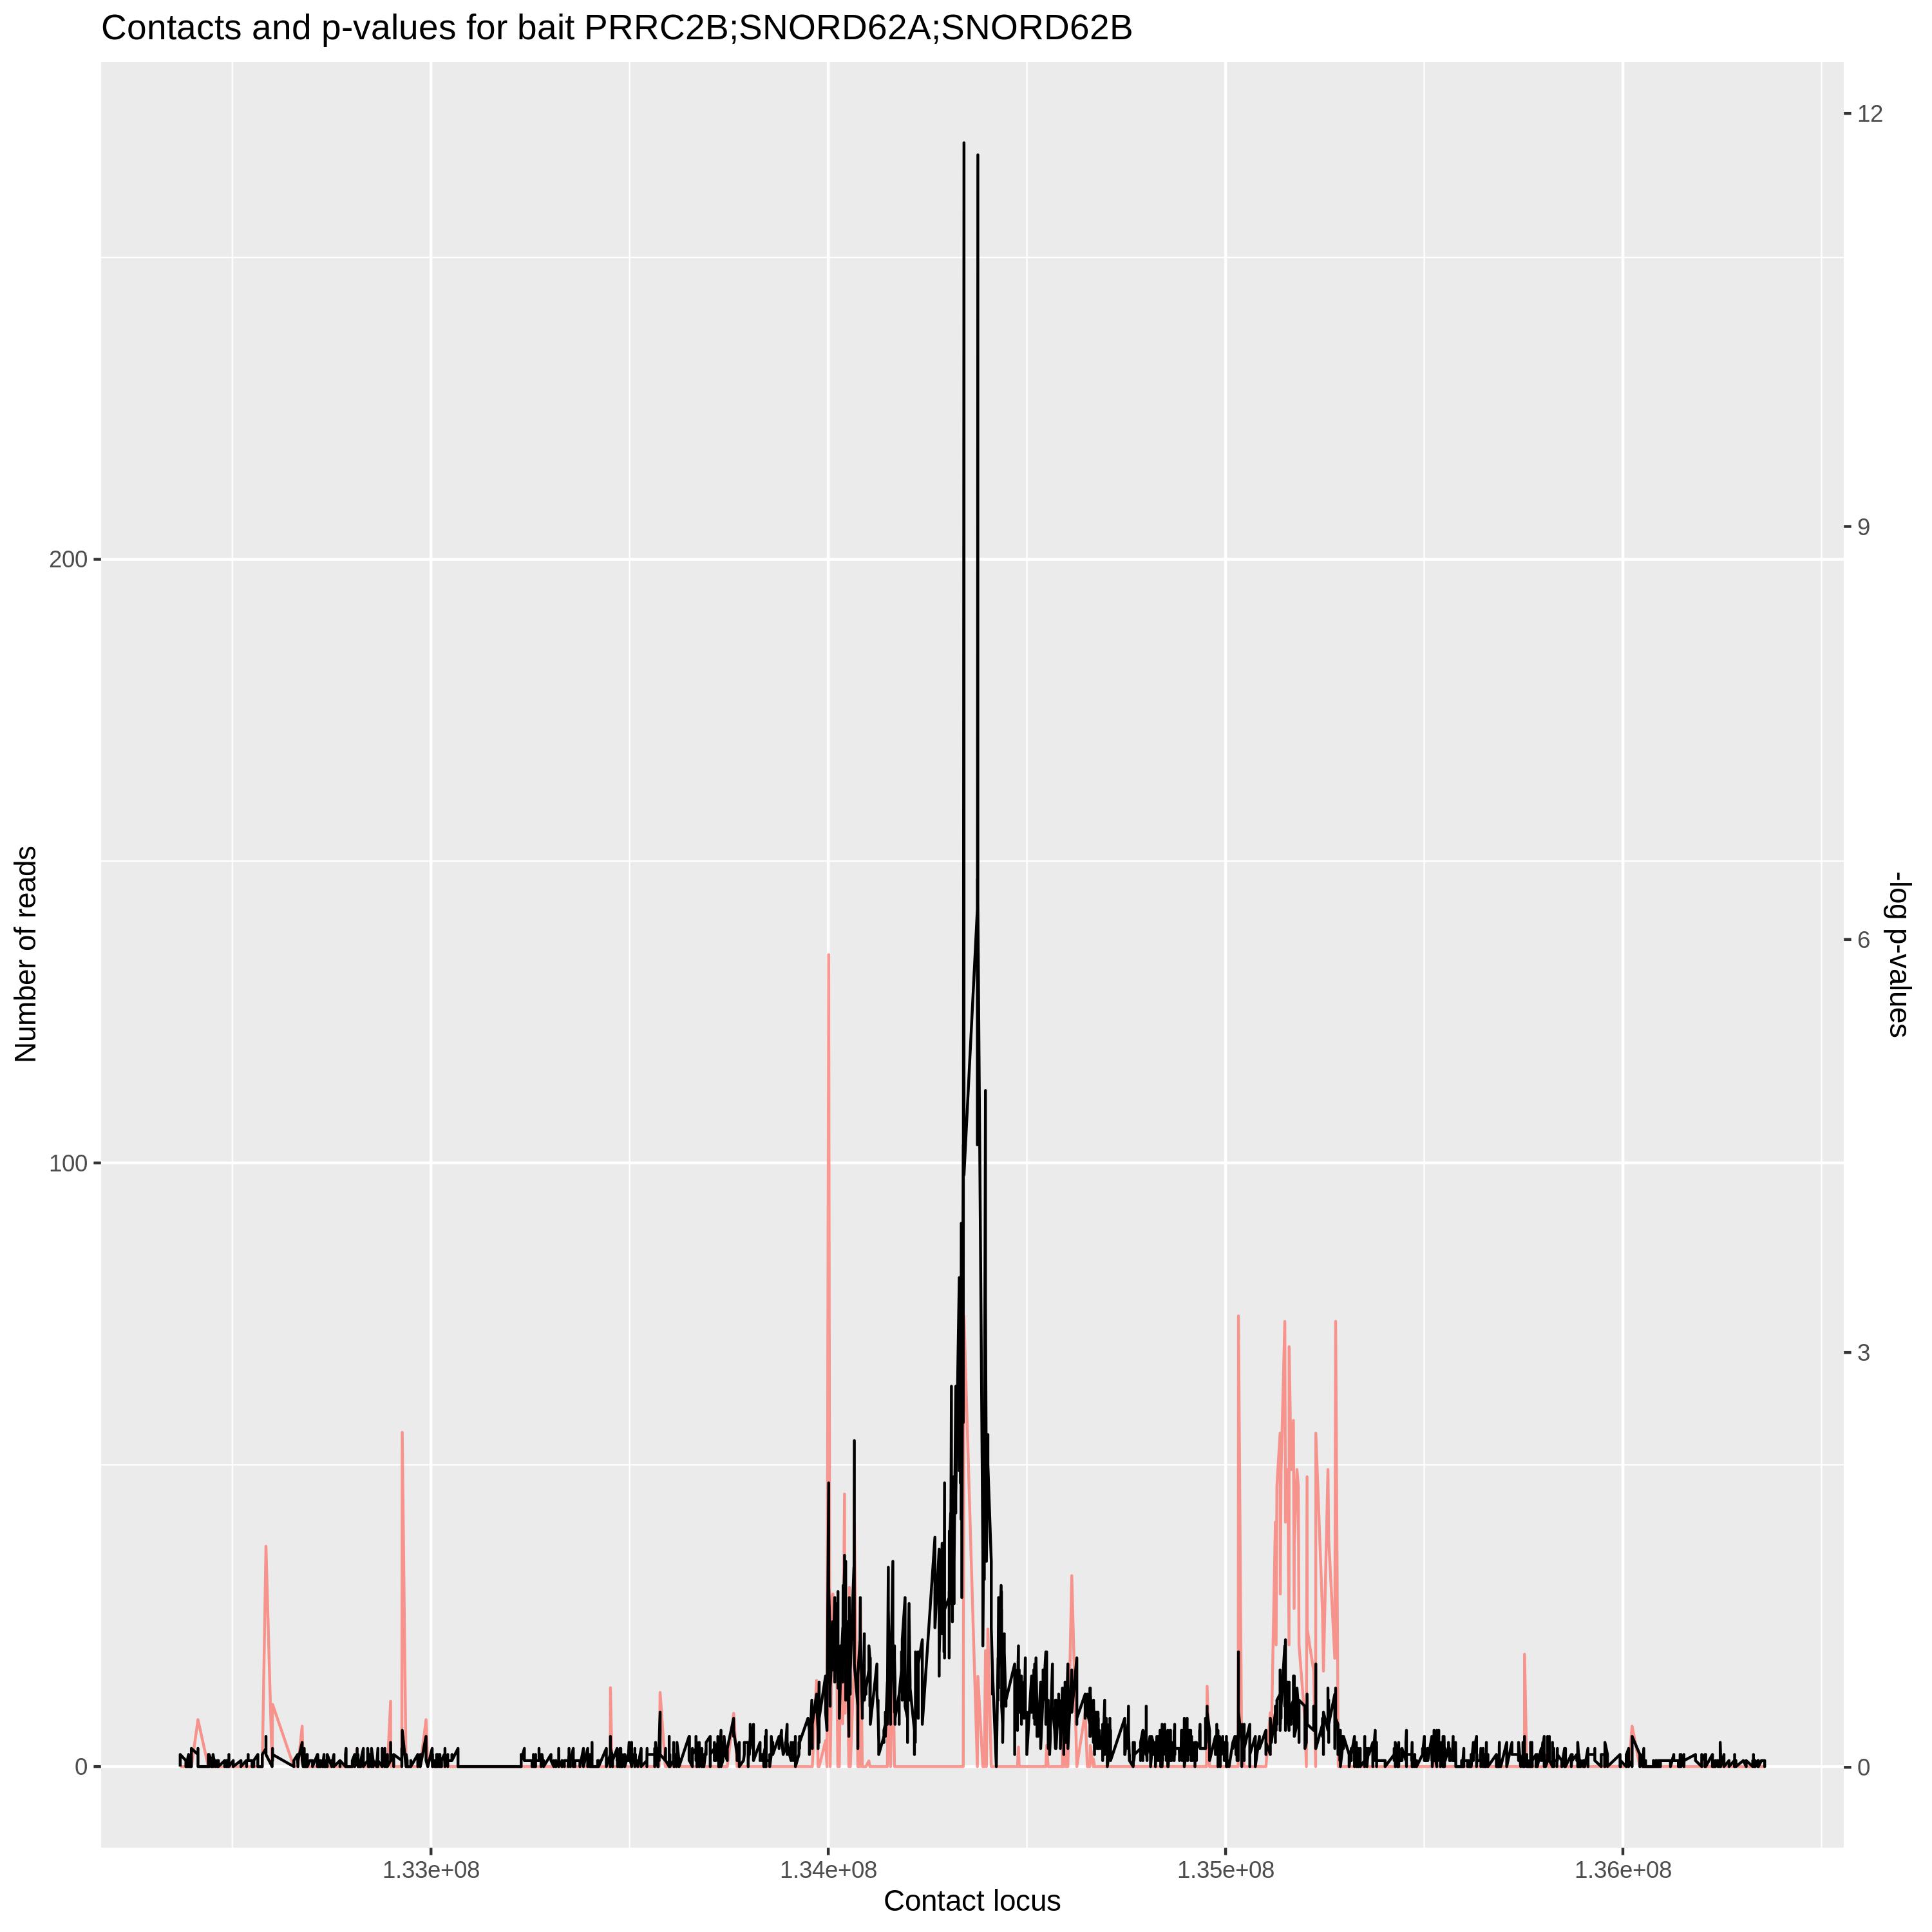 Contacts and p-values for bait PRRC2B;SNORD62A;SNORD62B
12
9
6
3
0
200
100
0
Number of reads
-log p-values
1.33e+08
1.34e+08
1.35e+08
1.36e+08
Contact locus